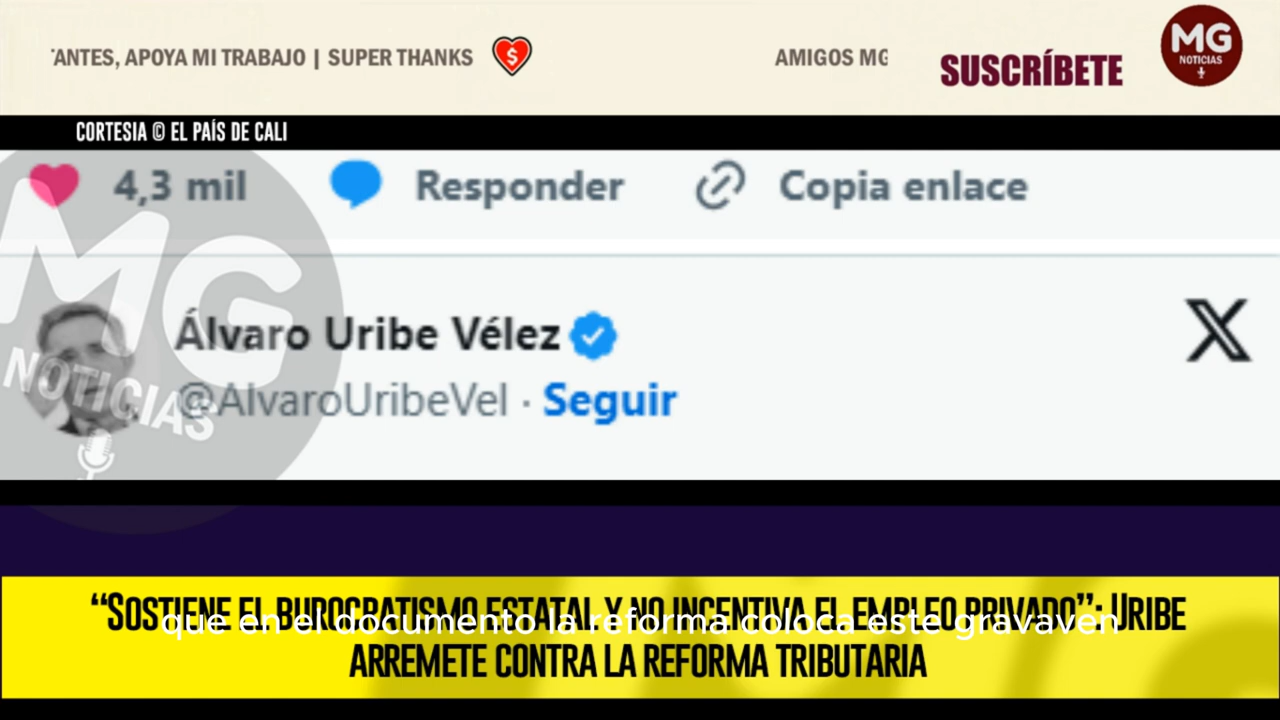 'ANTES, APOYA MI TRABAJO | SUPER THANKS $ AMIGOS MG
SUSCRÍBETE
MG
NOTICIAS
CORTESIA © EL PAÍS DE CALI
4,3 mil Responder Copia enlace
MG
NOTICIAS
Álvaro Uribe Vélez
@AlvaroUribeVel · Seguir
“SOSTIENE EL BUROCRATISMO ESTATAL Y NO INCENTIVA EL EMPLEO PRIVADO”: URIBE
que en el documento la reforma coloca este gravaven
ARREMETE CONTRA LA REFORMA TRIBUTARIA